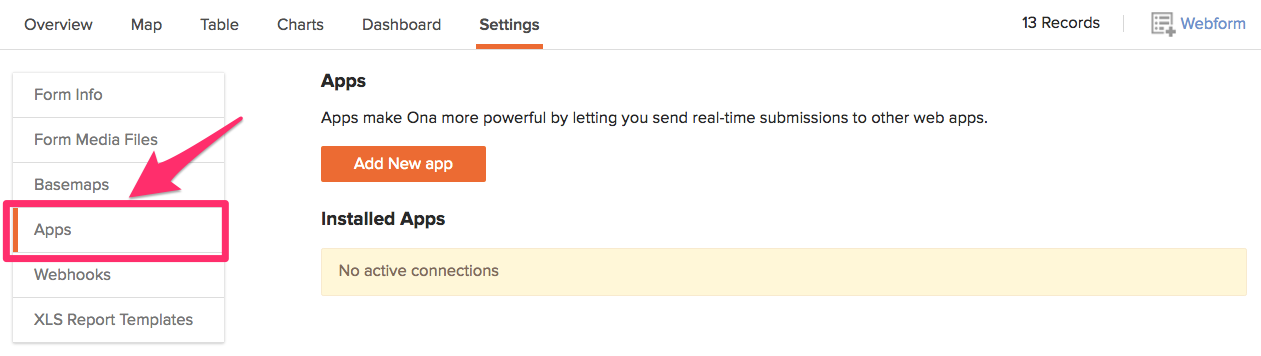 Overview Map Table Charts Dashboard Settings 13 Records Webform
Form Info
Form Media Files
Basemaps
Apps
Webhooks
XLS Report Templates
Apps
Apps make Ona more powerful by letting you send real-time submissions to other web apps.
Add New app
Installed Apps
No active connections